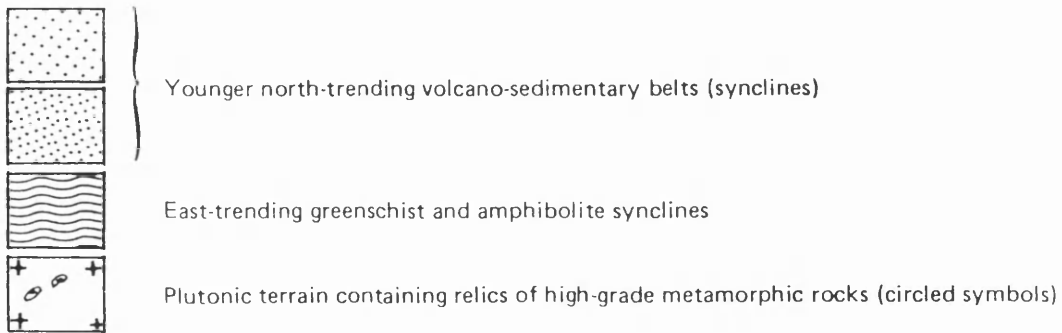 Younger north-trending volcano-sedimentary belts (synclines)
East-trending greenschist and amphibolite synclines
Plutonic terrain containing relics of high-grade metamorphic rocks (circled symbols)